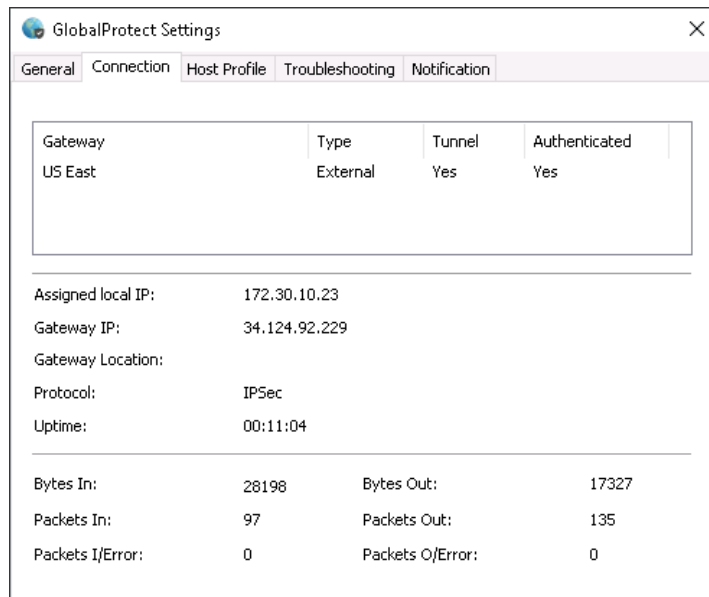 GlobalProtect Settings
General Connection Host Profile Troubleshooting Notification
Gateway Type Tunnel Authenticated
US East External Yes Yes
Assigned local IP: 172.30.10.23
Gateway IP: 34.124.92.229
Gateway Location:
Protocol: IPSec
Uptime: 00:11:04
Bytes In: 28198 Bytes Out: 17327
Packets In: 97 Packets Out: 135
Packets I/Error: 0 Packets O/Error: 0